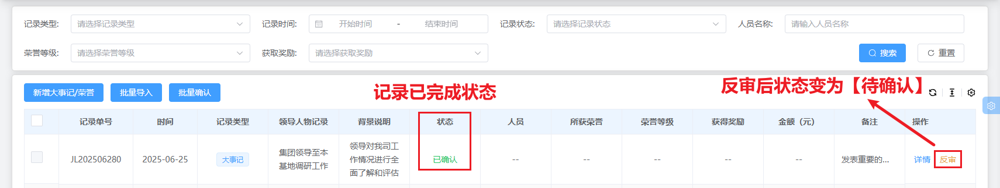 记录类型: 请选择记录类型 记录时间: 开始时间 - 结束时间 记录状态: 请选择记录状态 人员名称: 请输入人员名称
荣誉等级: 请选择荣誉等级 获取奖励: 请选择获取奖励 搜索 重置
新增大事记/荣誉 批量导入 批量确认 记录已完成状态 反审后状态变为【待确认】
记录单号 时间 记录类型 领导人物记录 背景说明 状态 人员 所获荣誉 荣誉等级 获得奖励 金额（元） 备注 操作
JL202506280 2025-06-25 大事记 集团领导至本基地调研工作 领导对我司工作情况进行全面了解和评估 已确认 -- -- -- -- -- 发表重要的... 详情 反审